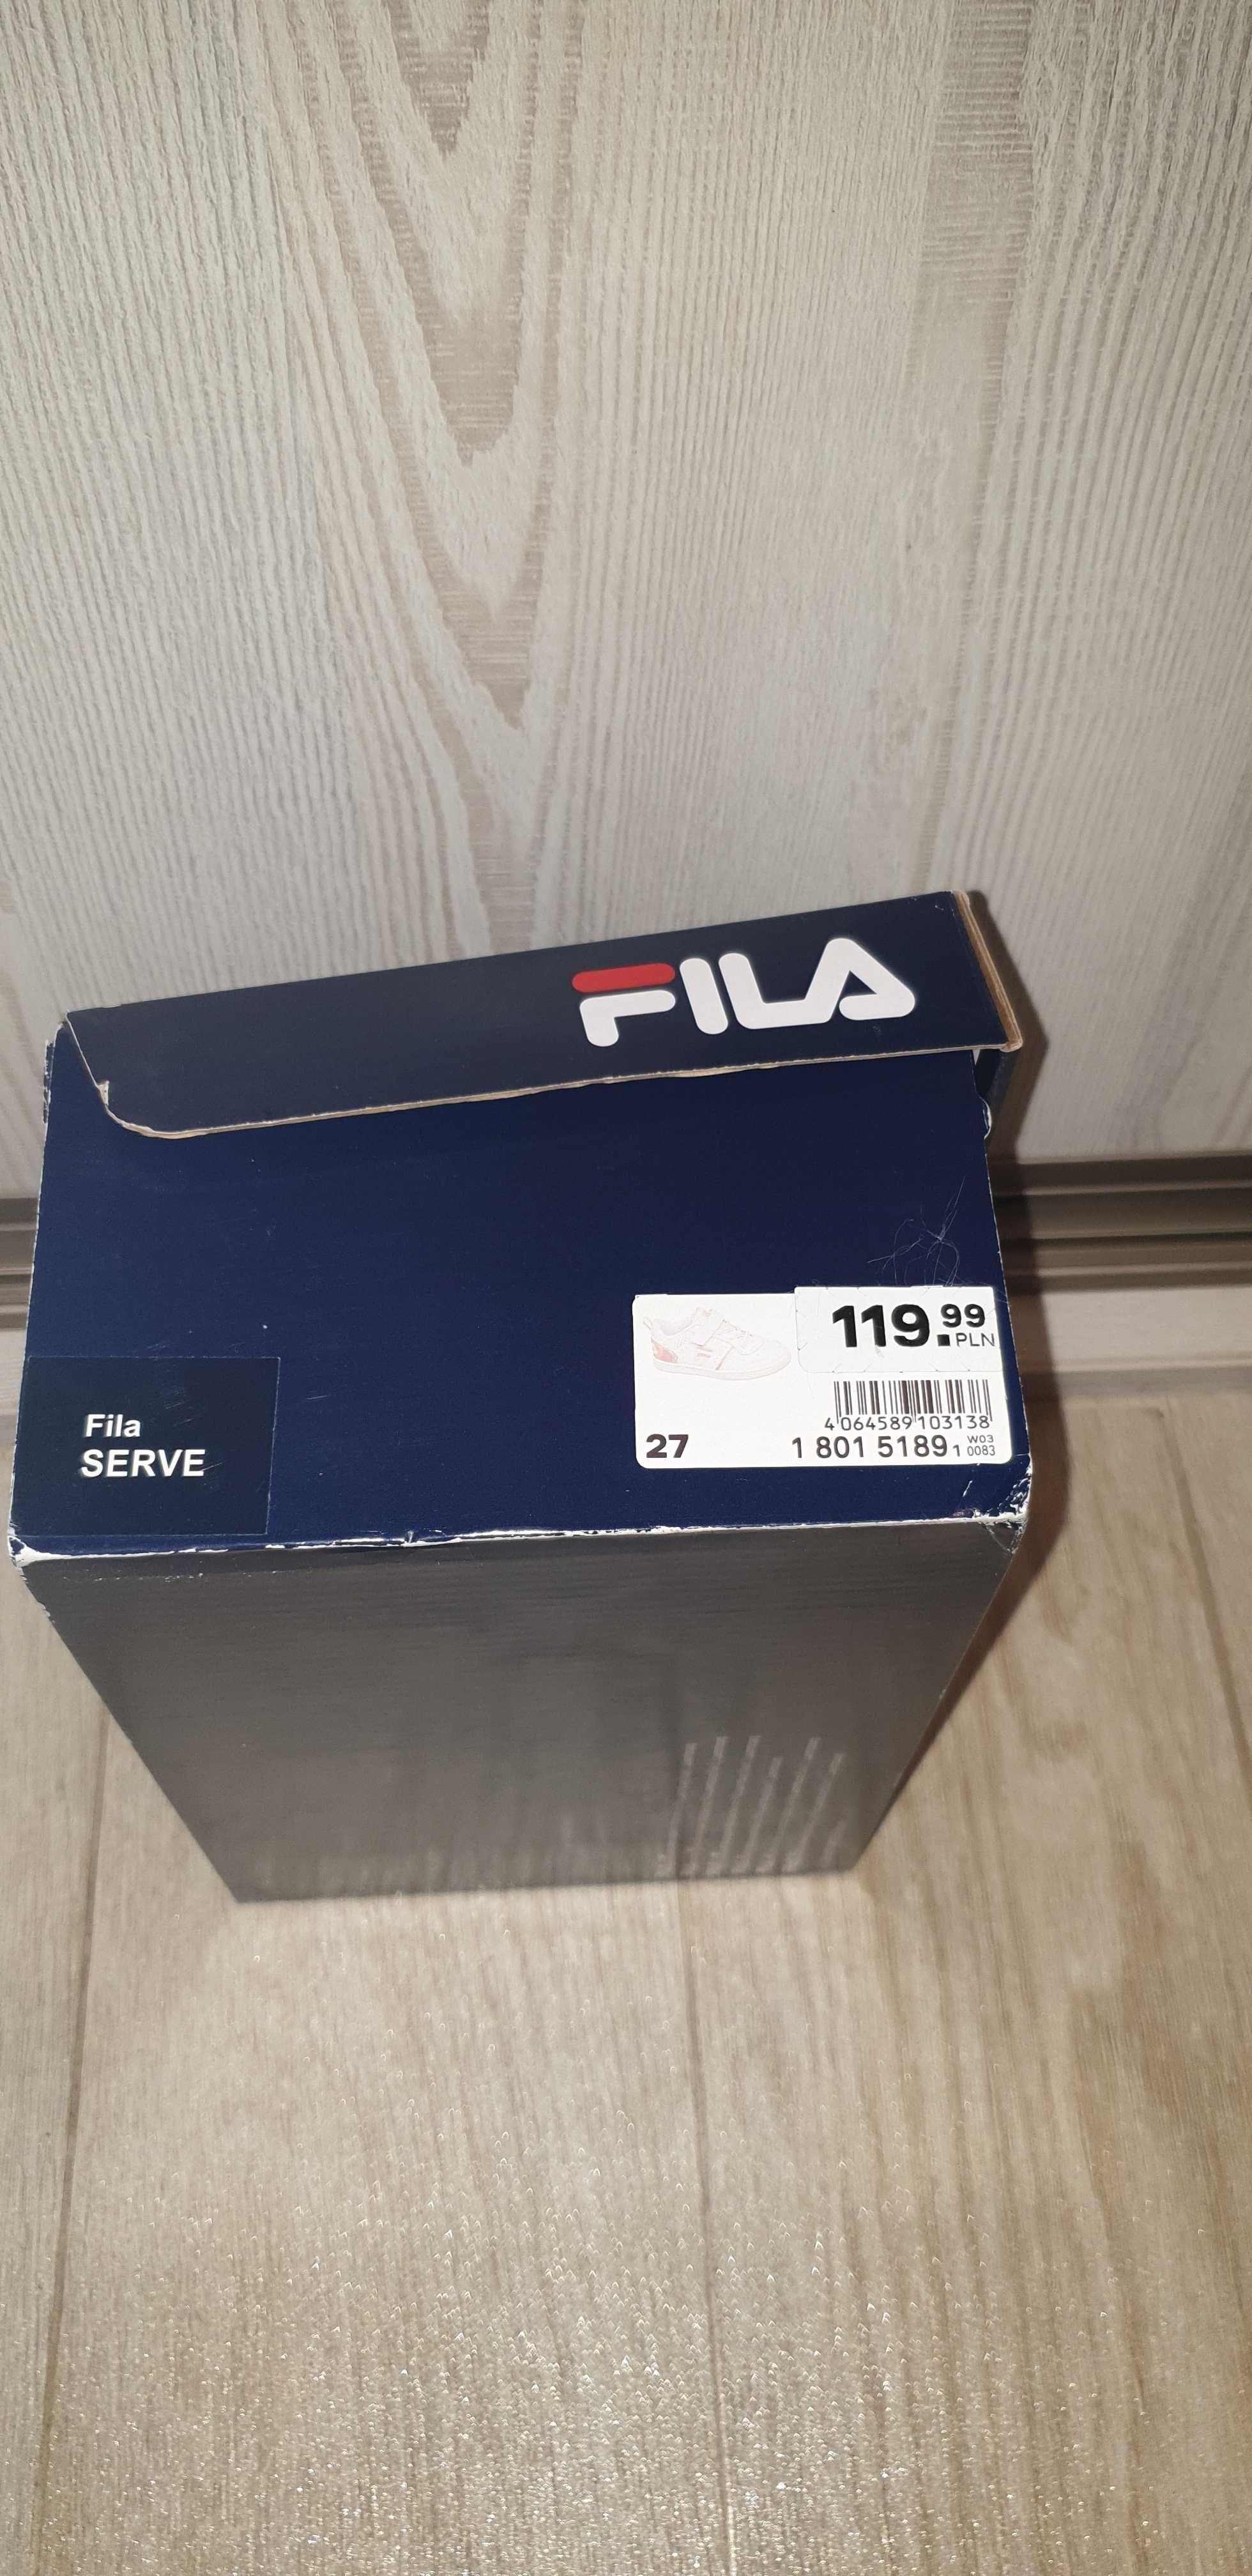 FILA
119.99
PLN
4 064589 103138
27
1 801 5189 1
W03
0083
Fila
SERVE